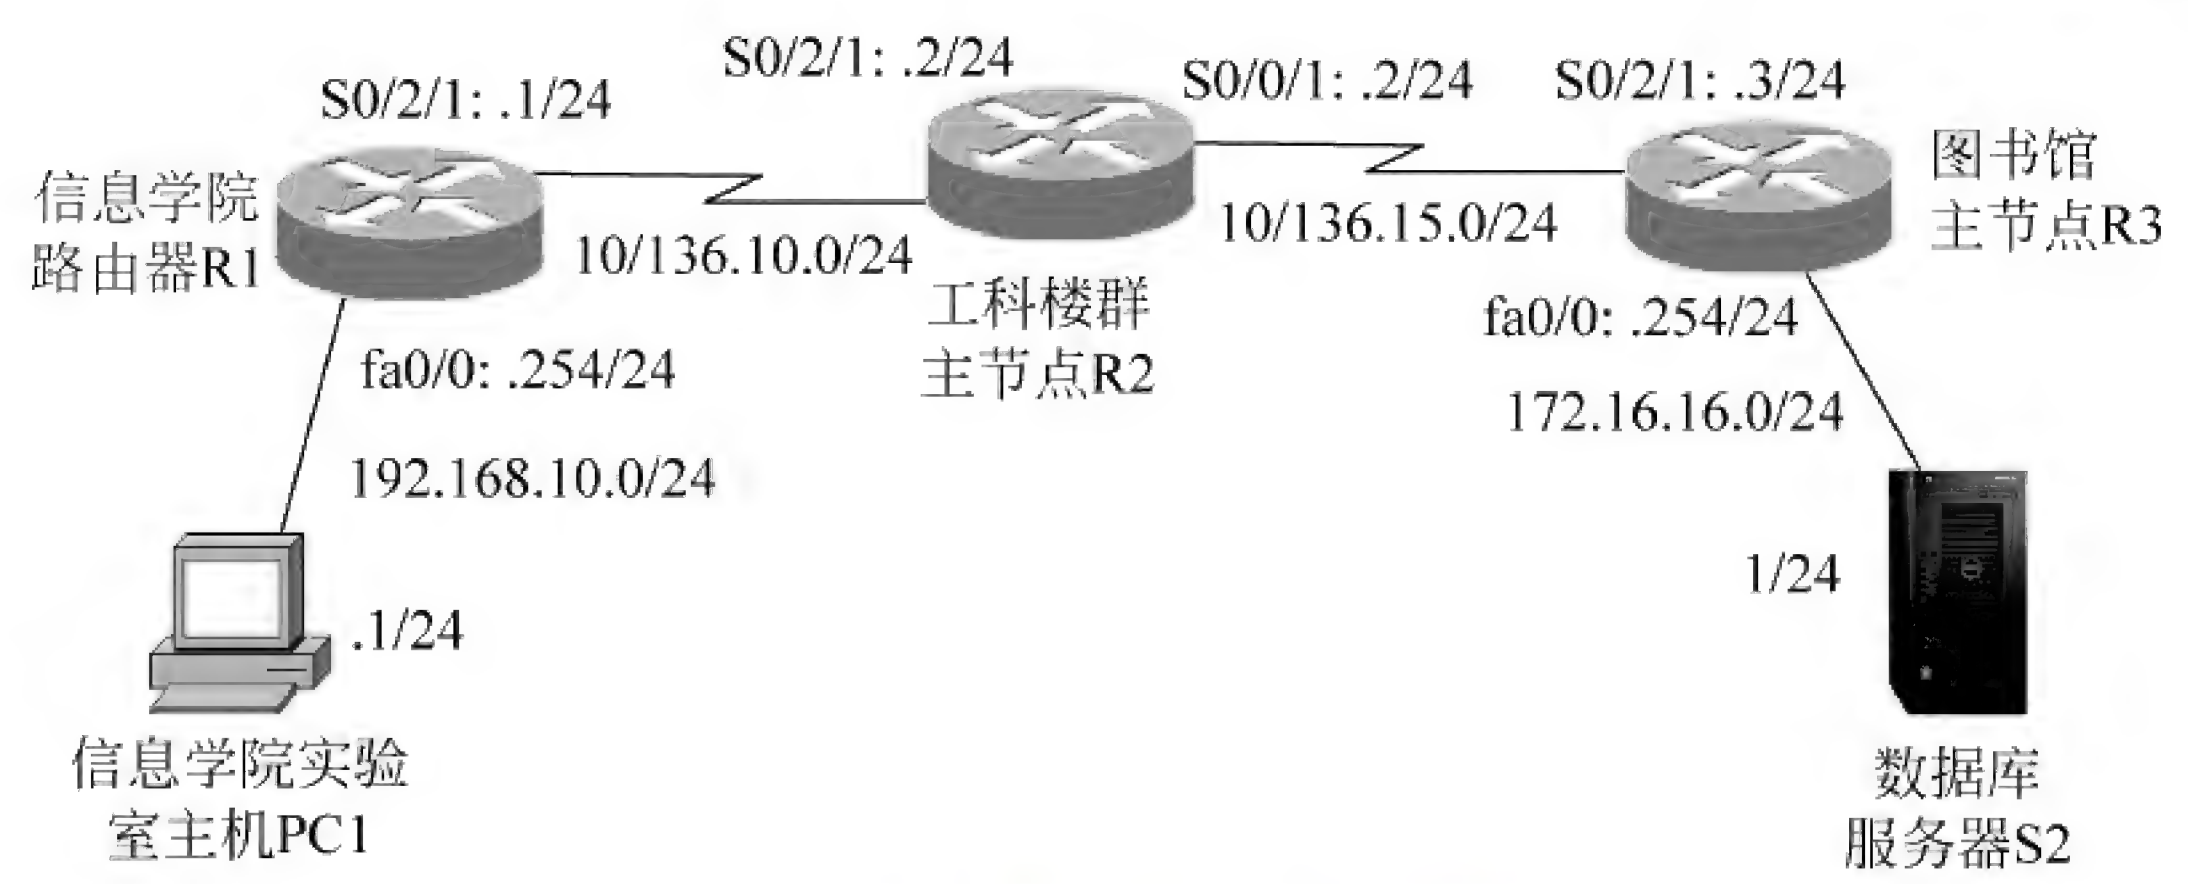 S0/2/1: .1/24
S0/2/1: .2/24
S0/0/1: .2/24
S0/2/1: .3/24
信息学院
路由器R1
10/136.10.0/24
工科楼群
主节点R2
10/136.15.0/24
图书馆
主节点R3
fa0/0: .254/24
192.168.10.0/24
fa0/0: .254/24
172.16.16.0/24
.1/24
1/24
信息学院实验
室主机PC1
数据库
服务器S2